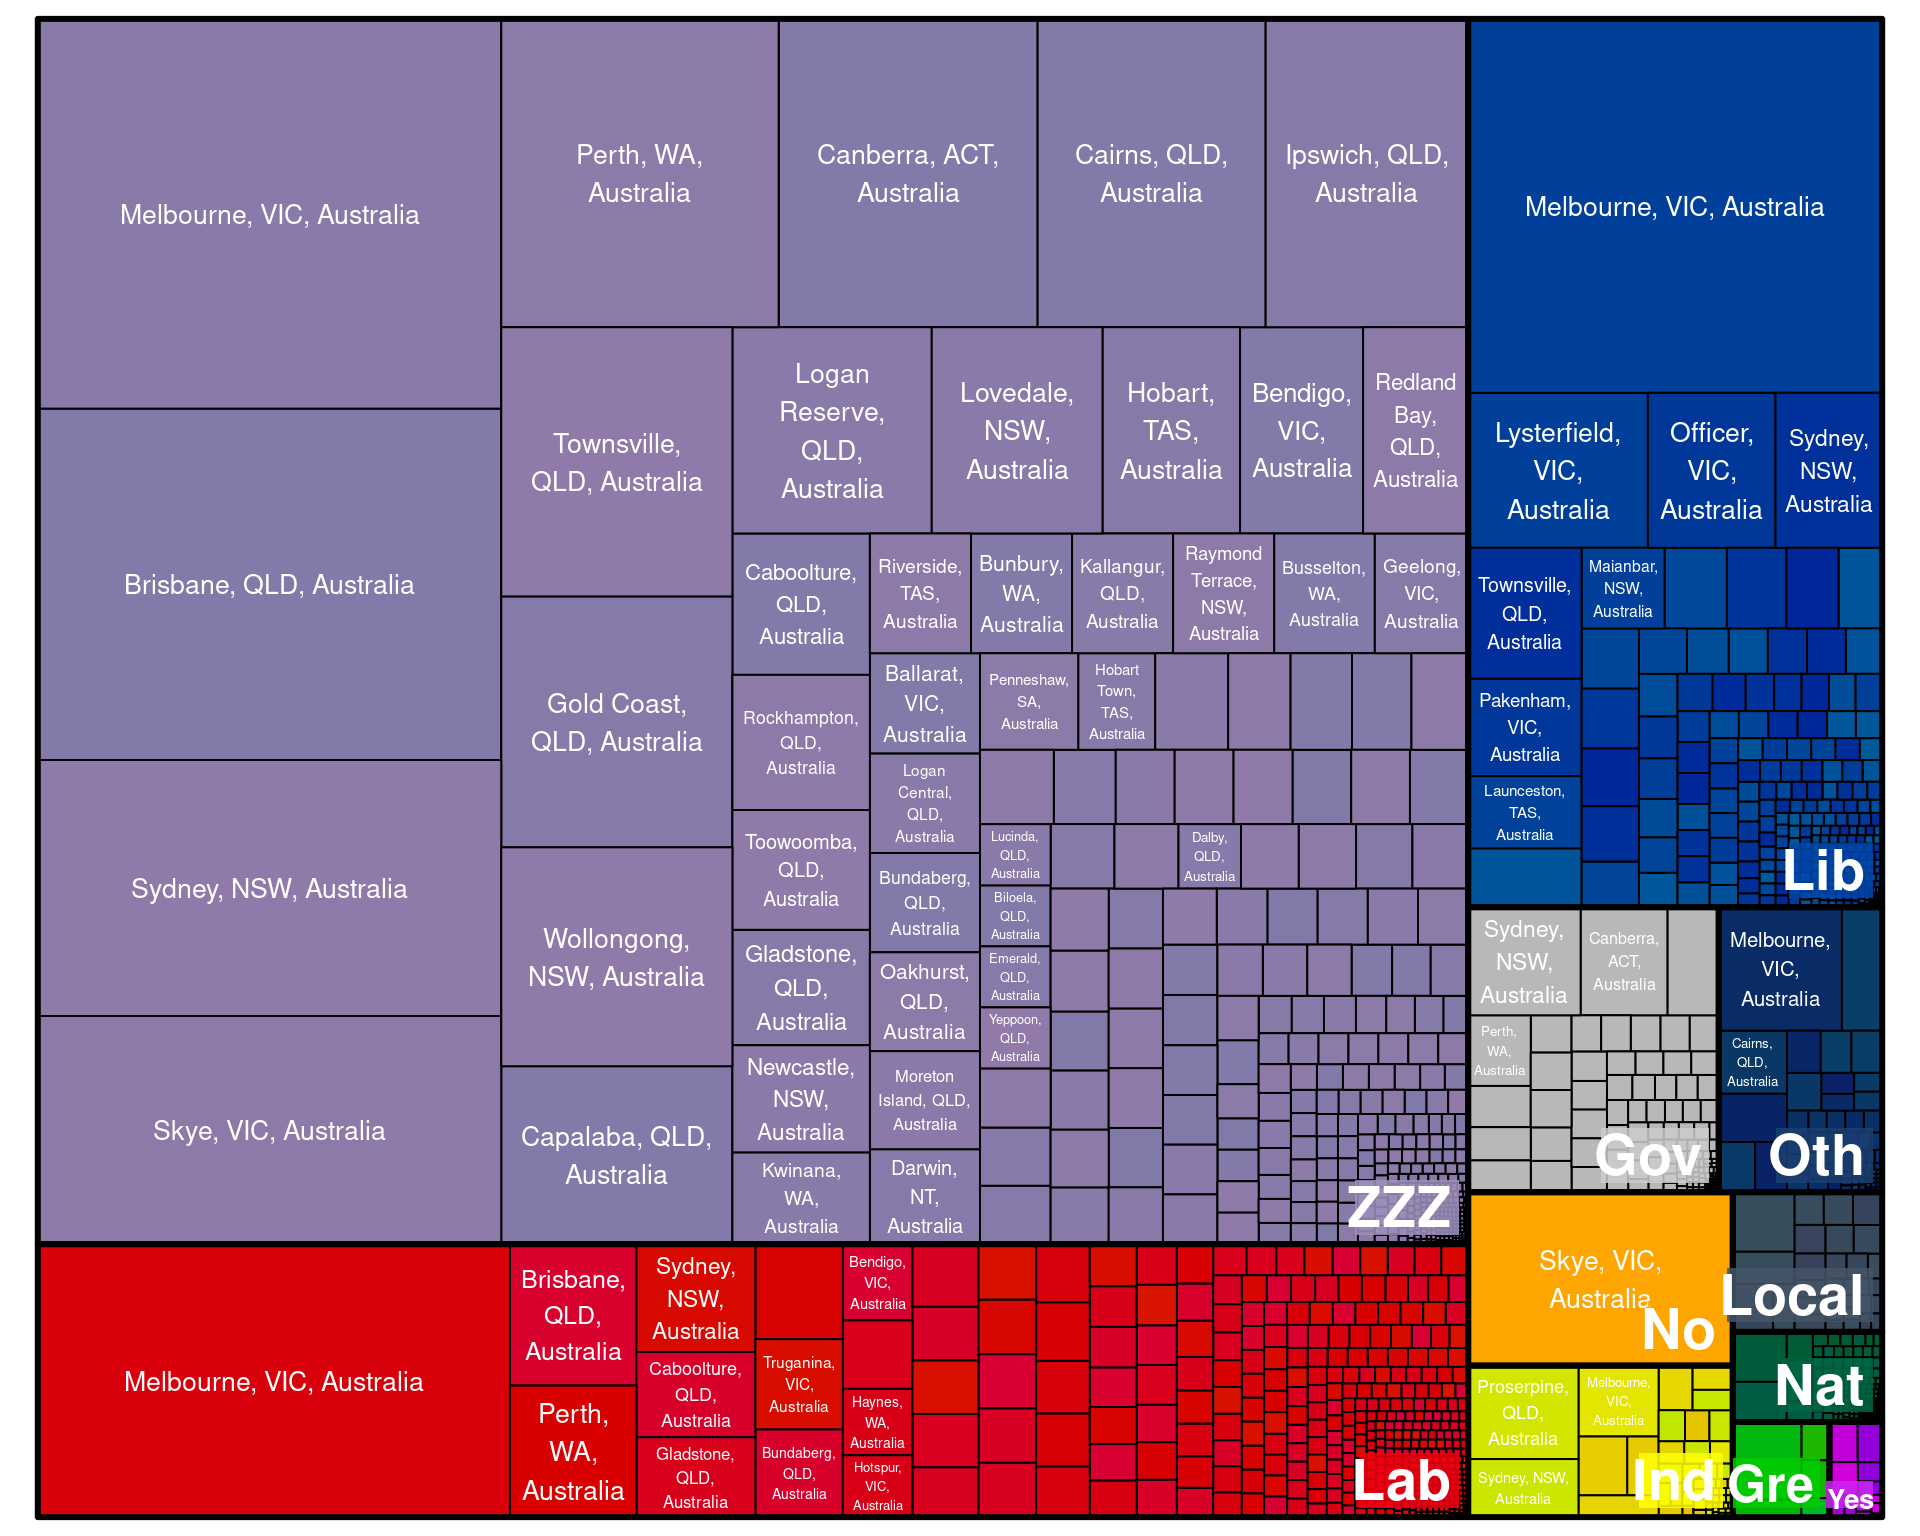 Melbourne, VIC, Australia
Brisbane, QLD, Australia
Sydney, NSW, Australia
Skye, VIC, Australia
Perth, WA,
Australia
Canberra, ACT,
Australia
Cairns, QLD,
Australia
Ipswich, QLD,
Australia
Townsville,
QLD, Australia
Gold Coast,
QLD, Australia
Wollongong,
NSW, Australia
Capalaba, QLD,
Australia
Logan
Reserve,
QLD,
Australia
Lovedale,
NSW,
Australia
Hobart,
TAS,
Australia
Bendigo,
VIC,
Australia
Redland
Bay,
QLD,
Australia
Caboolture,
QLD,
Australia
Rockhampton,
QLD,
Australia
Toowoomba,
QLD,
Australia
Gladstone,
QLD,
Australia
Newcastle,
NSW,
Australia
Kwinana,
WA,
Australia
Riverside,
TAS,
Australia
Bunbury,
WA,
Australia
Kallangur,
QLD,
Australia
Raymond
Terrace,
NSW,
Australia
Busselton,
WA,
Australia
Geelong,
VIC,
Australia
Ballarat,
VIC,
Australia
Logan
Central,
QLD,
Australia
Bundaberg,
QLD,
Australia
Oakhurst,
QLD,
Australia
Moreton
Island, QLD,
Australia
Darwin,
NT,
Australia
Penneshaw,
SA,
Australia
Hobart
Town,
TAS,
Australia
Lucinda,
QLD,
Australia
Biloela,
QLD,
Australia
Emerald,
QLD,
Australia
Yeppoon,
QLD,
Australia
Dalby,
QLD,
Australia
ZZZ
Melbourne, VIC, Australia
Brisbane,
QLD,
Australia
Perth,
WA,
Australia
Sydney,
NSW,
Australia
Caboolture,
QLD,
Australia
Gladstone,
QLD,
Australia
Truganina,
VIC,
Australia
Bundaberg,
QLD,
Australia
Bendigo,
VIC,
Australia
Haynes,
WA,
Australia
Hotspur,
VIC,
Australia
Lab
Melbourne, VIC, Australia
Lysterfield,
VIC,
Australia
Officer,
VIC,
Australia
Sydney,
NSW,
Australia
Townsville,
QLD,
Australia
Pakenham,
VIC,
Australia
Launceston,
TAS,
Australia
Maianbar,
NSW,
Australia
Lib
Sydney,
NSW,
Australia
Canberra,
ACT,
Australia
Perth,
WA,
Australia
Gov
Melbourne,
VIC,
Australia
Cairns,
QLD,
Australia
Oth
Skye, VIC,
Australia
No
Local
Nat
Proserpine,
QLD,
Australia
Sydney, NSW,
Australia
Melbourne,
VIC,
Australia
Ind
Gre
Yes